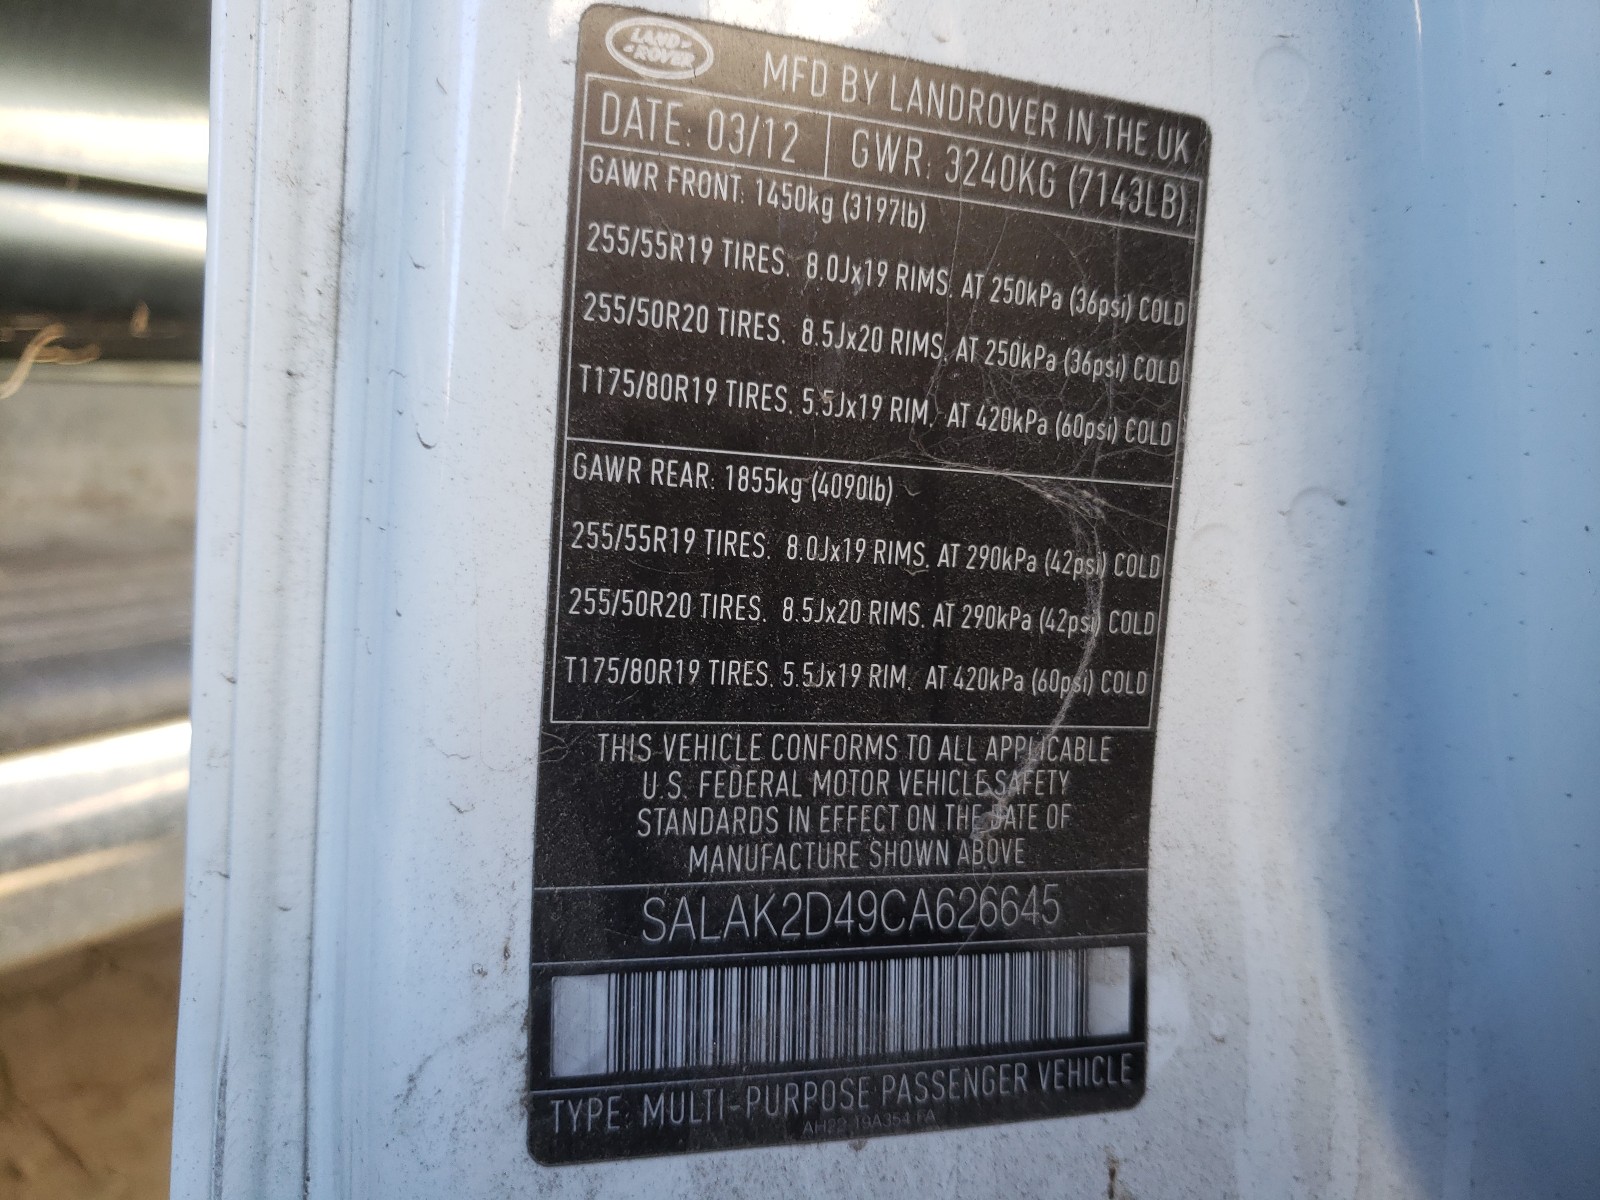 LAND ROVER
MFD BY LANDROVER IN THE UK
DATE: 03/12 GWR: 3240KG (7143LB)
GAWR FRONT: 1450kg (3197lb)
255/55R19 TIRES. 8.0Jx19 RIMS. AT 250kPa (36psi) COLD
255/50R20 TIRES. 8.5Jx20 RIMS. AT 250kPa (36psi) COLD
T175/80R19 TIRES. 5.5Jx19 RIM. AT 420kPa (60psi) COLD
GAWR REAR: 1855kg (4090lb)
255/55R19 TIRES. 8.0Jx19 RIMS. AT 290kPa (42psi) COLD
255/50R20 TIRES. 8.5Jx20 RIMS. AT 290kPa (42psi) COLD
T175/80R19 TIRES. 5.5Jx19 RIM. AT 420kPa (60psi) COLD
THIS VEHICLE CONFORMS TO ALL APPLICABLE
U.S. FEDERAL MOTOR VEHICLE SAFETY
STANDARDS IN EFFECT ON THE DATE OF
MANUFACTURE SHOWN ABOVE
SALAK2D49CA626645
TYPE: MULTI-PURPOSE PASSENGER VEHICLE
AH22 19A354 FA